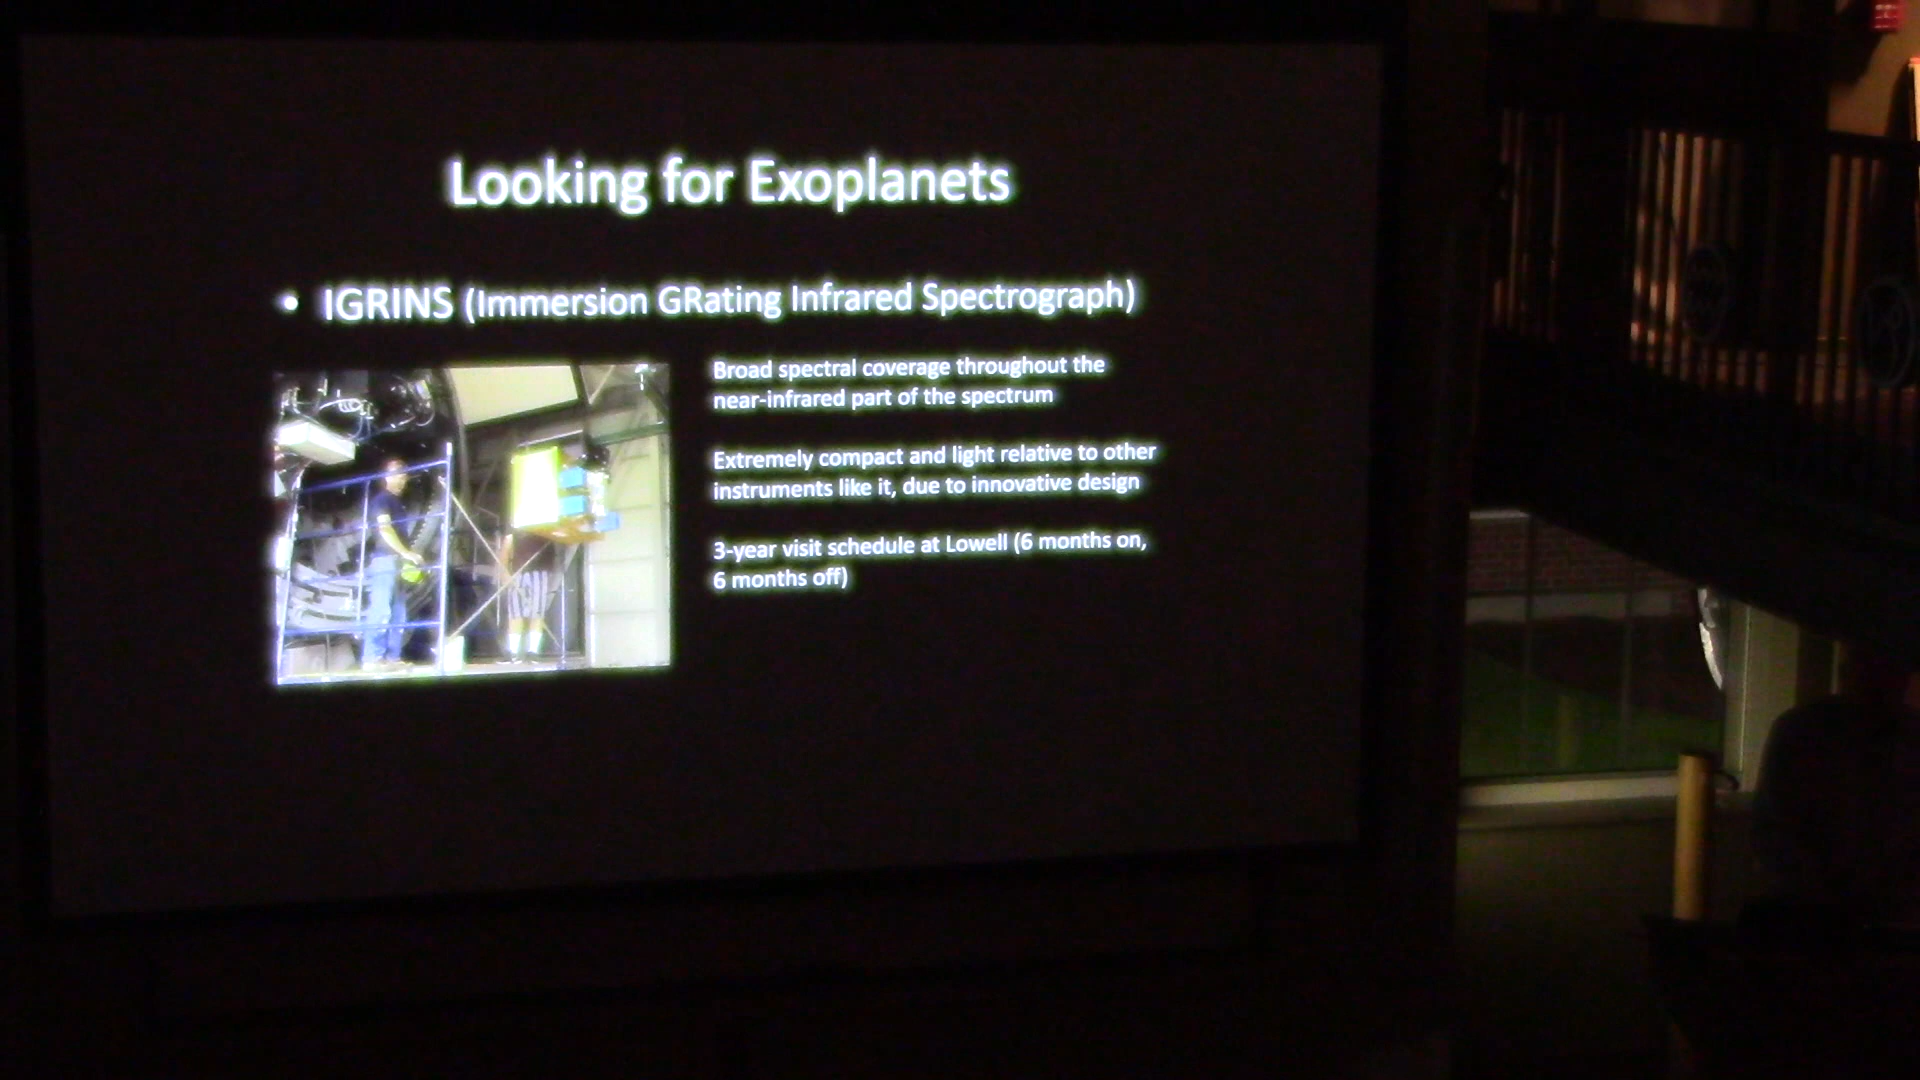 Looking for Exoplanets
• IGRINS (Immersion GRating Infrared Spectrograph)
Broad spectral coverage throughout the
near-infrared part of the spectrum
Extremely compact and light relative to other
instruments like it, due to innovative design
3-year visit schedule at Lowell (6 months on,
6 months off)